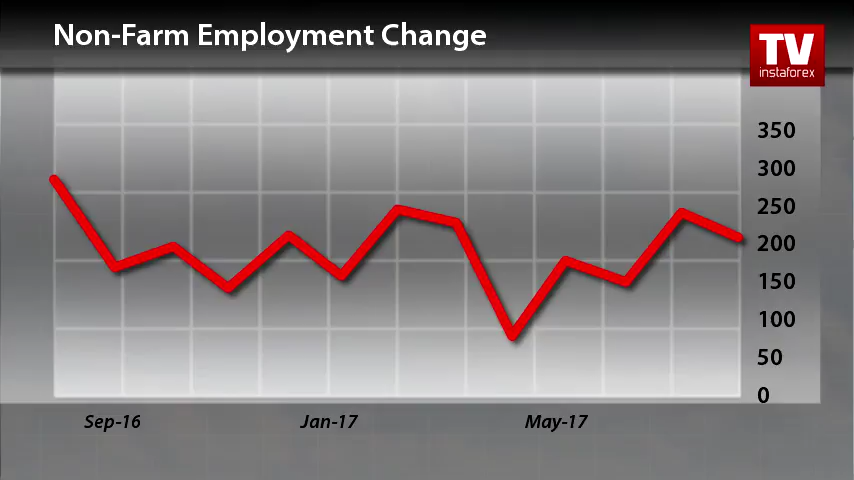 Non-Farm Employment Change
TV
instaforex
350
300
250
200
150
100
50
0
Sep-16 Jan-17 May-17